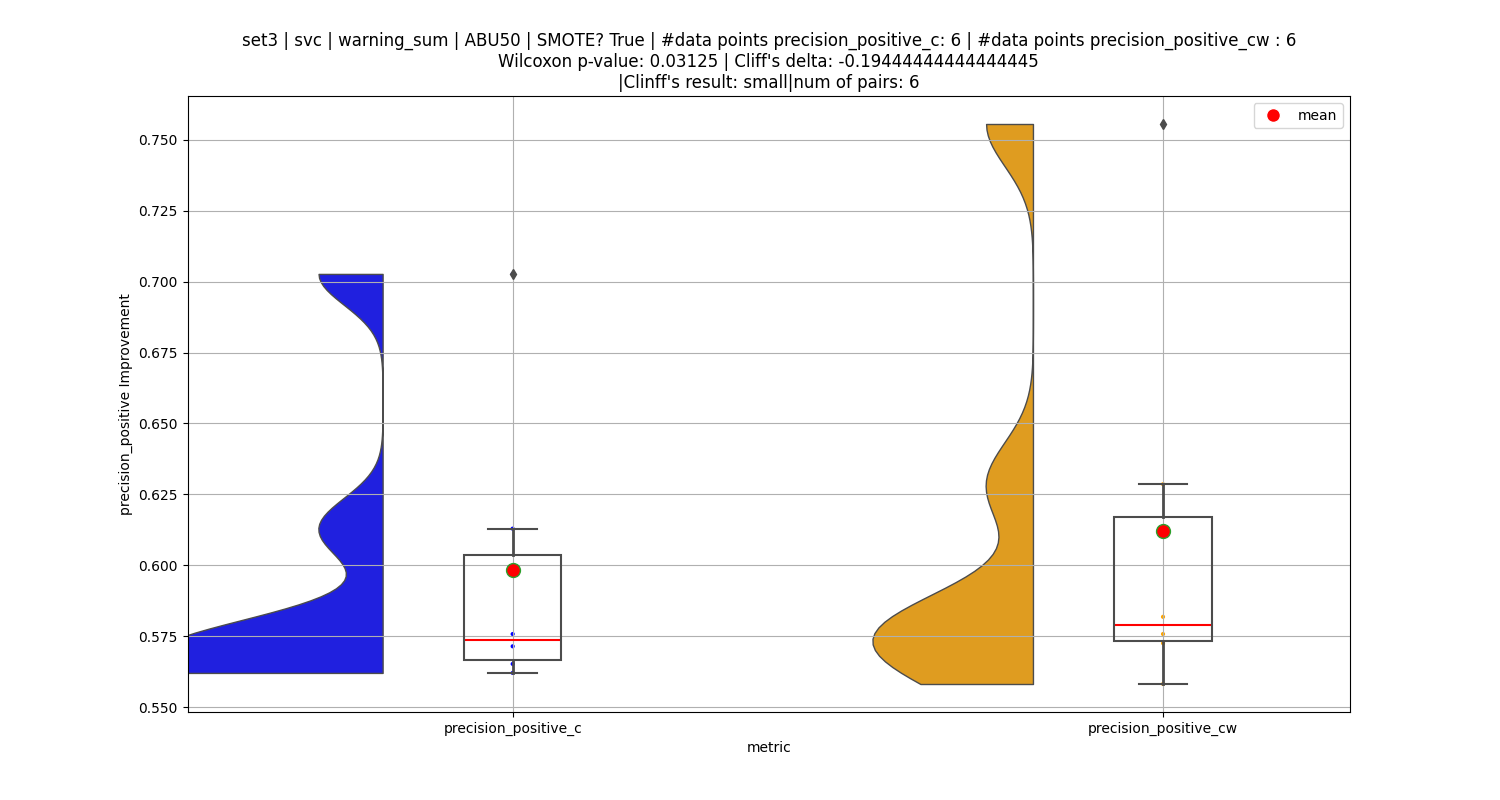 set3 | svc | warning_sum | ABU50 | SMOTE? True | #data points precision_positive_c: 6 | #data points precision_positive_cw : 6
Wilcoxon p-value: 0.03125 | Cliff's delta: -0.19444444444444445
|Clinff's result: small|num of pairs: 6
mean
0.750
0.725
0.700
0.675
0.650
0.625
0.600
0.575
0.550
precision_positive Improvement
precision_positive_c
precision_positive_cw
metric